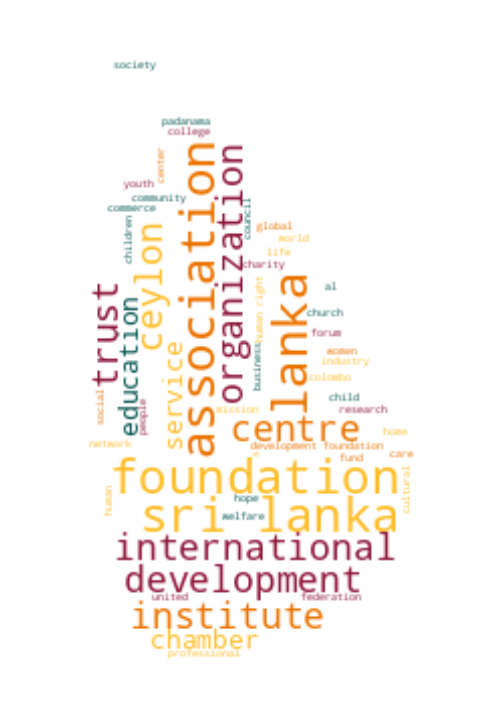 society
padanama
college
center
youth
community
commerce
children
association
organization
council
ceylon
global
world
life
charity
human right
trust
education
lanka
al
church
forum
service
business
women
industry
colombo
social
people
mission
child
research
centre
home
network
development foundation
s
fund
care
foundation
human
cultural
hope
sri lanka
welfare
international
development
united
federation
institute
chamber
professional